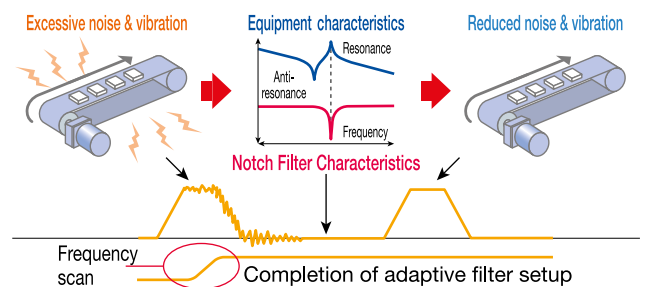 Excessive noise & vibration
Equipment characteristics
Reduced noise & vibration
Resonance
Anti-
resonance
Frequency
Notch Filter Characteristics
Frequency
scan
Completion of adaptive filter setup